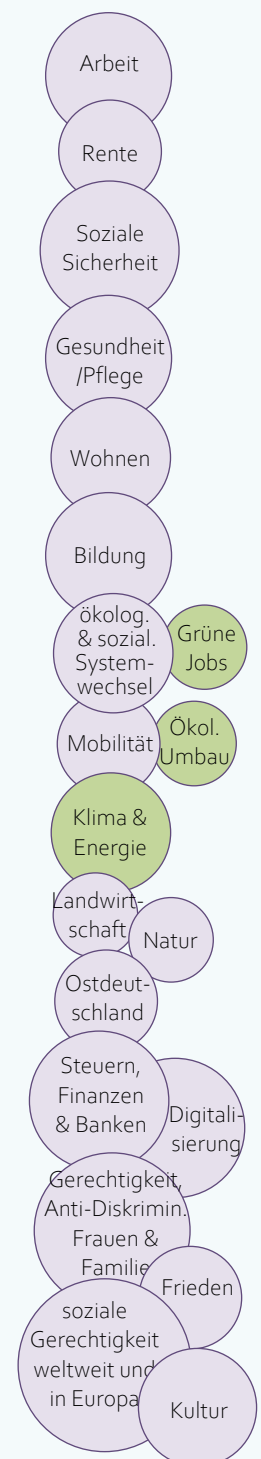 Arbeit
Rente
Soziale
Sicherheit
Gesundheit
/Pflege
Wohnen
Bildung
ökolog.
& sozial.
System-
wechsel
Grüne
Jobs
Mobilität
Ökol.
Umbau
Klima &
Energie
Landwirt-
schaft
Natur
Ostdeut-
schland
Steuern,
Finanzen
& Banken
Digitali-
sierung
Gerechtigkeit,
Anti-Diskrimin.
Frauen &
Familie
Frieden
soziale
Gerechtigkeit
weltweit und
in Europa
Kultur